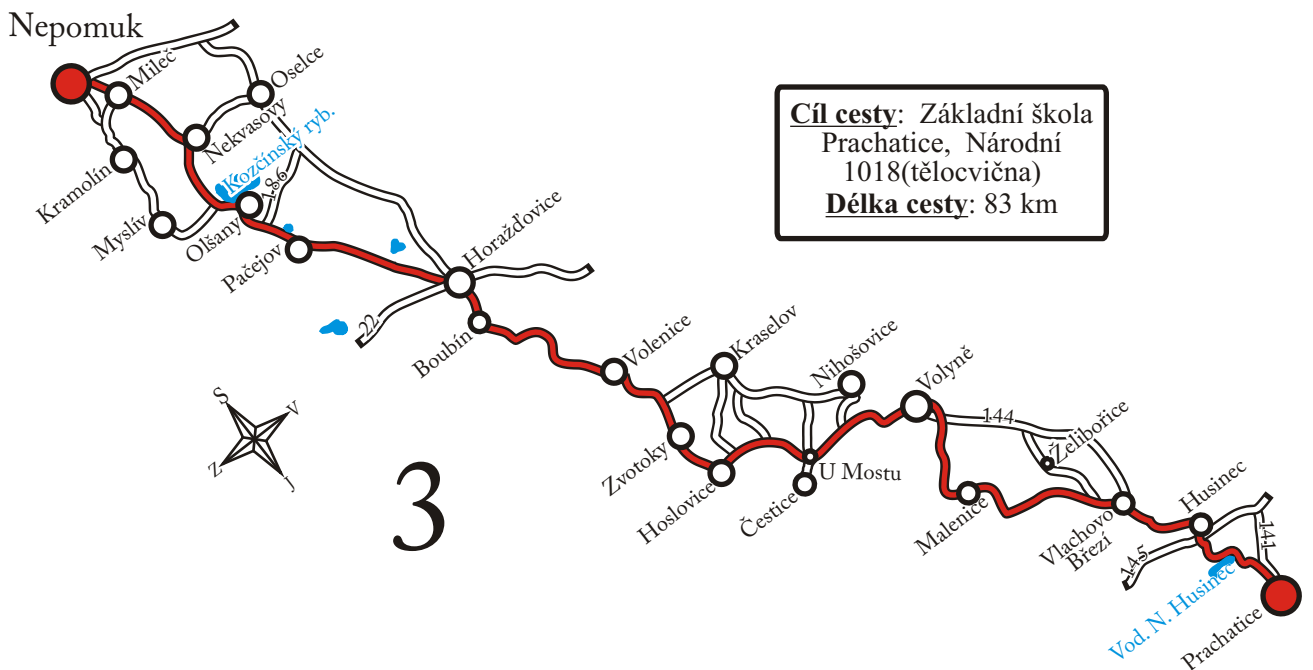 Nepomuk
Mileč
Oselce
Nekvasovy
Kozčínský ryb.
186
Kramolín
Myslív
Olšany
Pačejov
Horažďovice
22
Boubín
Cíl cesty: Základní škola
Prachatice, Národní
1018(tělocvična)
Délka cesty: 83 km
Volenice
Kraselov
Nihošovice
Volyně
144
Želibořice
S
V
Z
J
3
Zvotoky
Hoslovice
Čestice
U Mostu
Malenice
Vlachovo
Březí
Husinec
145
141
Vod. N. Husinec
Prachatice